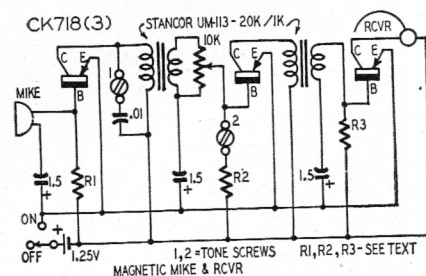 CK718(3)
STANCOR UM-113 - 20K/1K
RCVR
C E
B
10K
C E
B
C E
B
MIKE
1
.01
2
R3
1.5
+
R1
1.5
+
R2
1.5
+
ON
OFF
+
1.25V
1,2 = TONE SCREWS
R1,R2,R3-SEE TEXT
MAGNETIC MIKE & RCVR